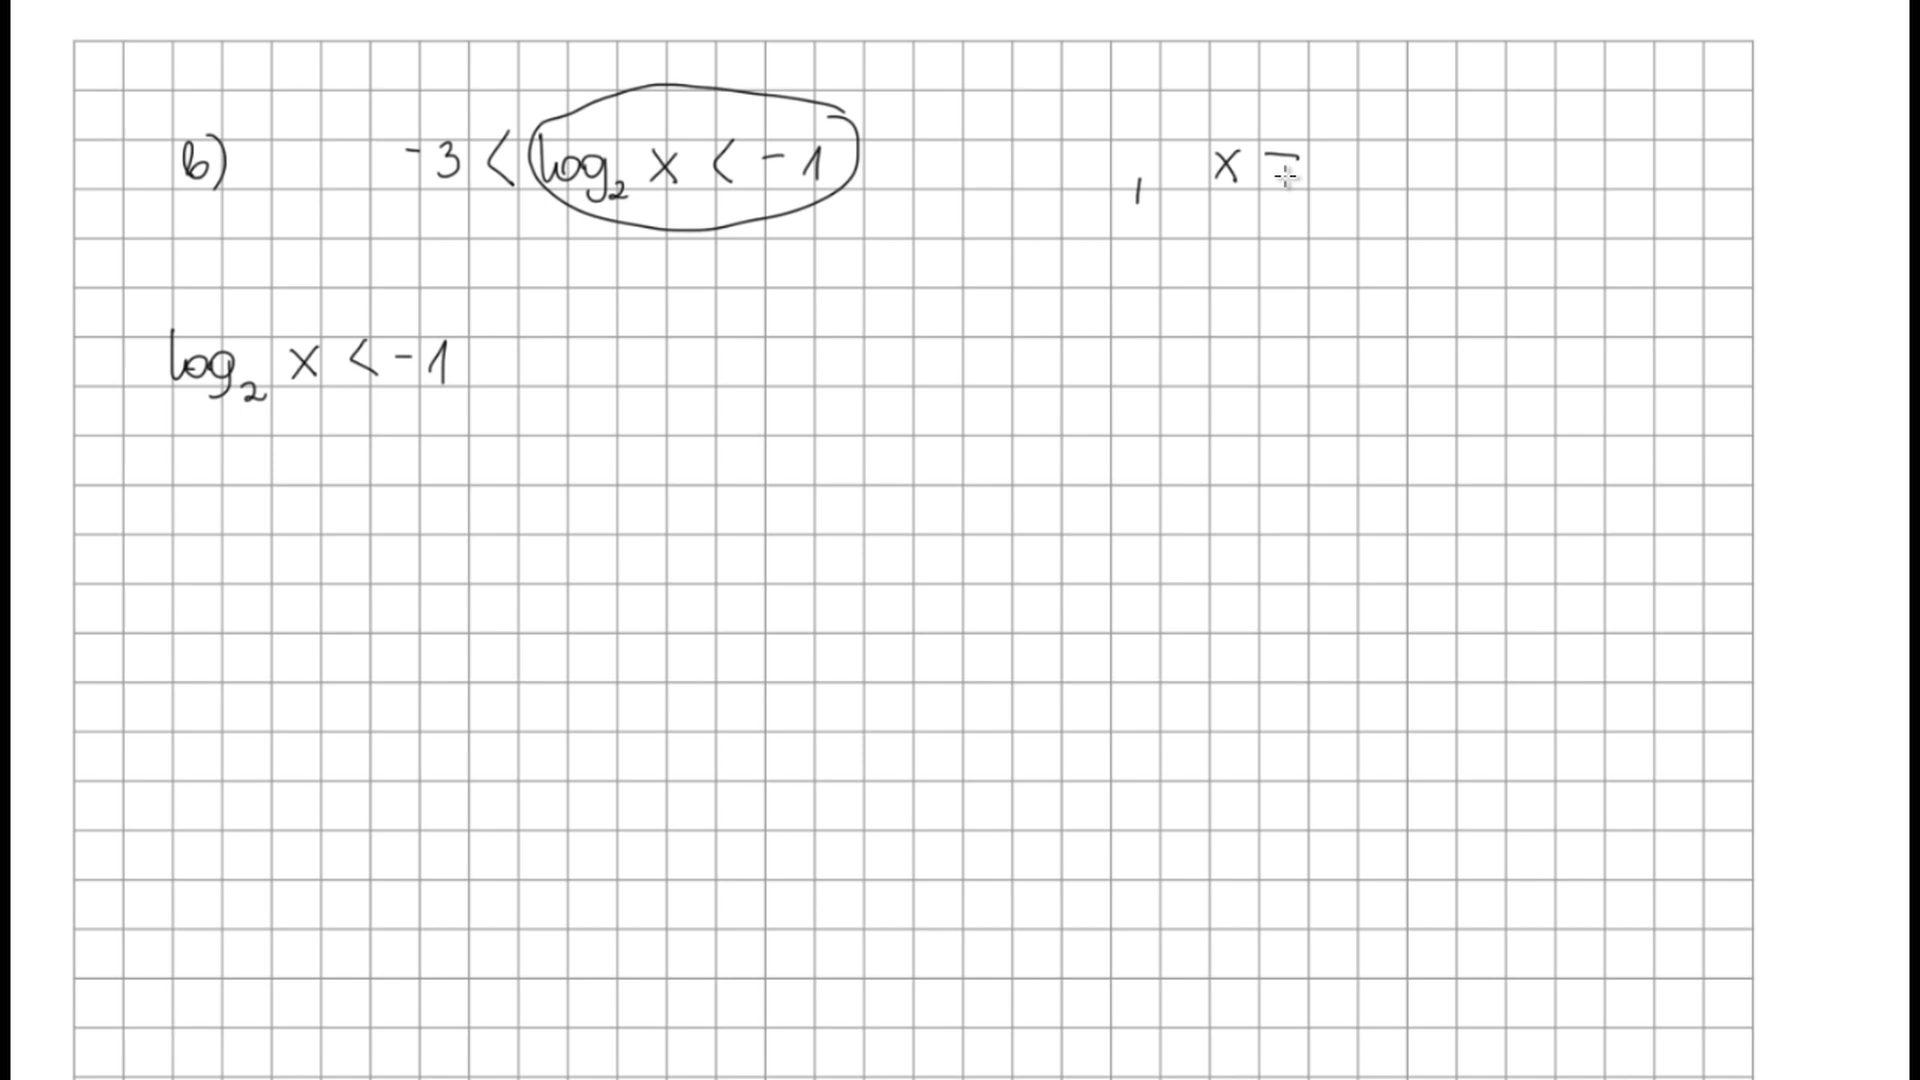 b) -3 < log₂ x < -1 , x =
log₂ x < -1